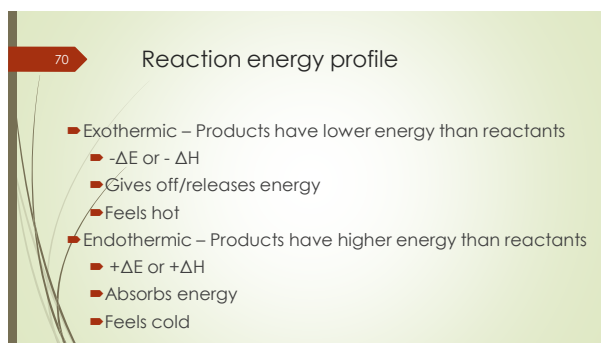 70
Reaction energy profile
Exothermic – Products have lower energy than reactants
-ΔE or - ΔH
Gives off/releases energy
Feels hot
Endothermic – Products have higher energy than reactants
+ΔE or +ΔH
Absorbs energy
Feels cold